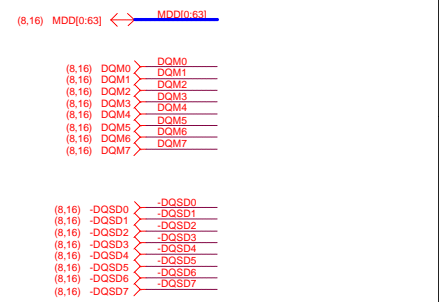 (8,16) MDD[0:63] MDD[0:63]
(8,16) DQM0 DQM0
(8,16) DQM1 DQM1
(8,16) DQM2 DQM2
(8,16) DQM3 DQM3
(8,16) DQM4 DQM4
(8,16) DQM5 DQM5
(8,16) DQM6 DQM6
(8,16) DQM7 DQM7
(8,16) -DQSD0 -DQSD0
(8,16) -DQSD1 -DQSD1
(8,16) -DQSD2 -DQSD2
(8,16) -DQSD3 -DQSD3
(8,16) -DQSD4 -DQSD4
(8,16) -DQSD5 -DQSD5
(8,16) -DQSD6 -DQSD6
(8,16) -DQSD7 -DQSD7